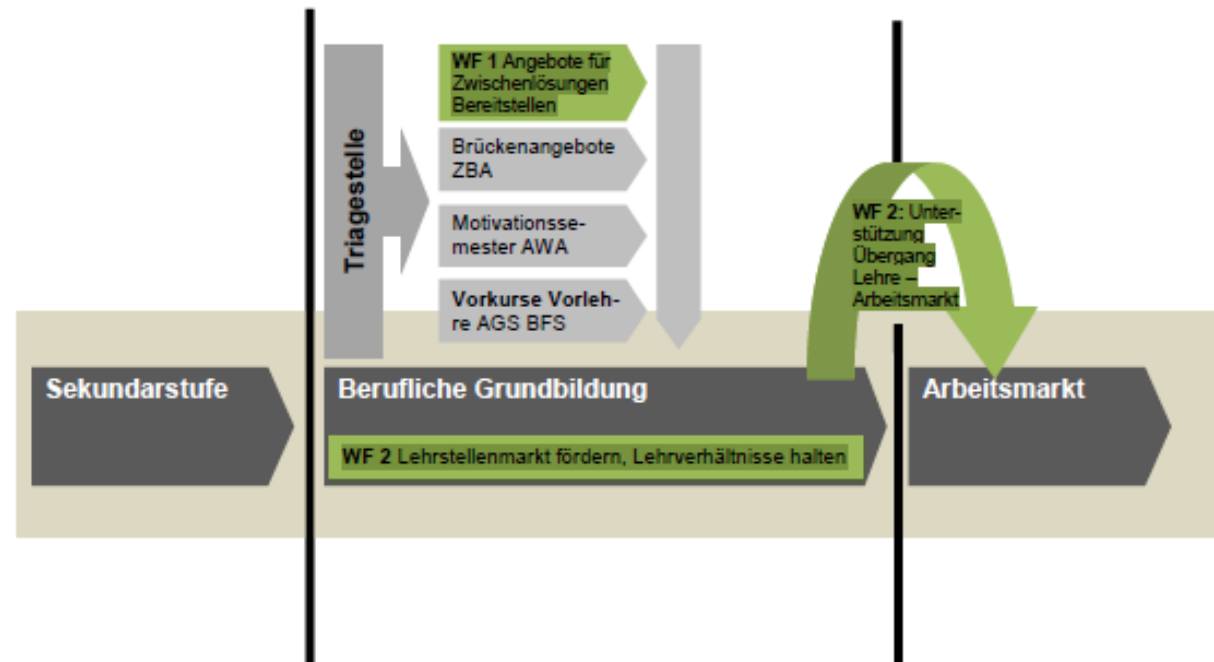 WF 1 Angebote für
Zwischenlösungen
Bereitstellen
Triagestelle
Brückenangebote
ZBA
Motivationsse-
mester AWA
Vorkurse Vorleh-
re AGS BFS
WF 2: Unter-
stützung
Übergang
Lehre –
Arbeitsmarkt
Sekundarstufe
Berufliche Grundbildung
Arbeitsmarkt
WF 2 Lehrstellenmarkt fördern, Lehrverhältnisse halten